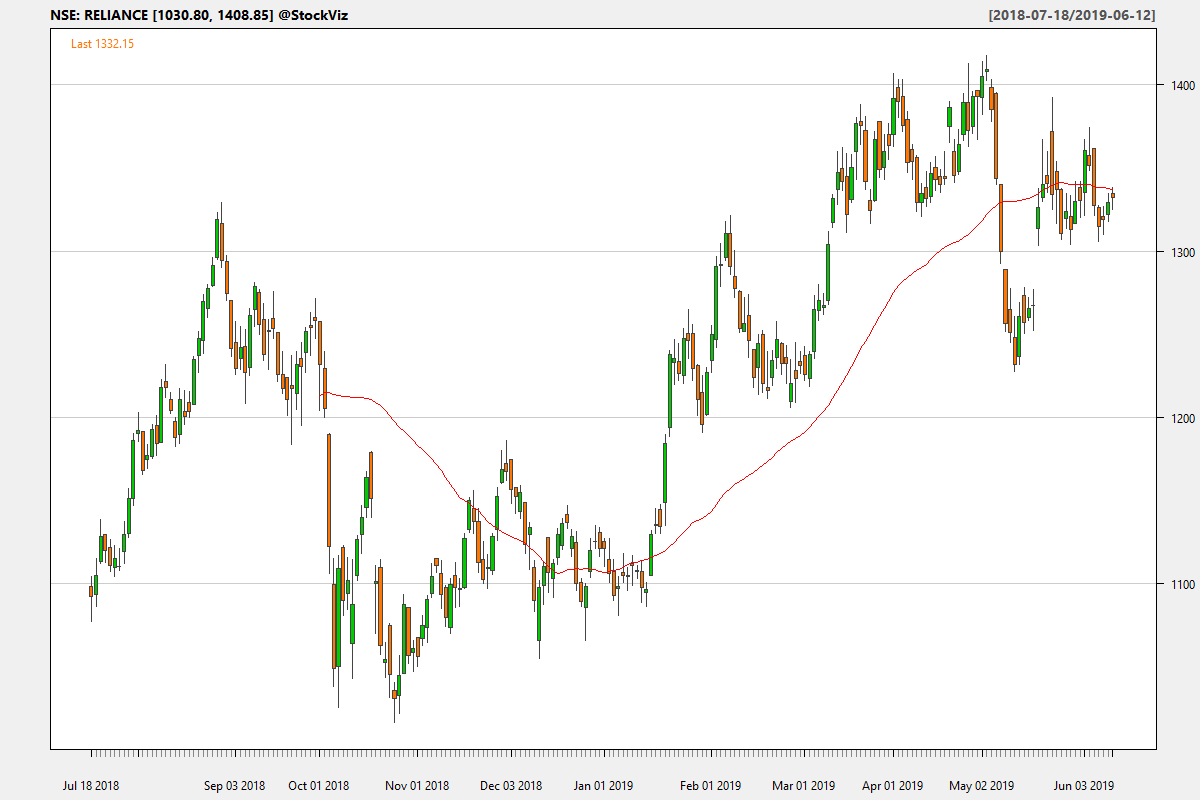 NSE: RELIANCE [1030.80, 1408.85] @StockViz [2018-07-18/2019-06-12]
Last 1332.15
1400
1300
1200
1100
Jul 18 2018 Sep 03 2018 Oct 01 2018 Nov 01 2018 Dec 03 2018 Jan 01 2019 Feb 01 2019 Mar 01 2019 Apr 01 2019 May 02 2019 Jun 03 2019